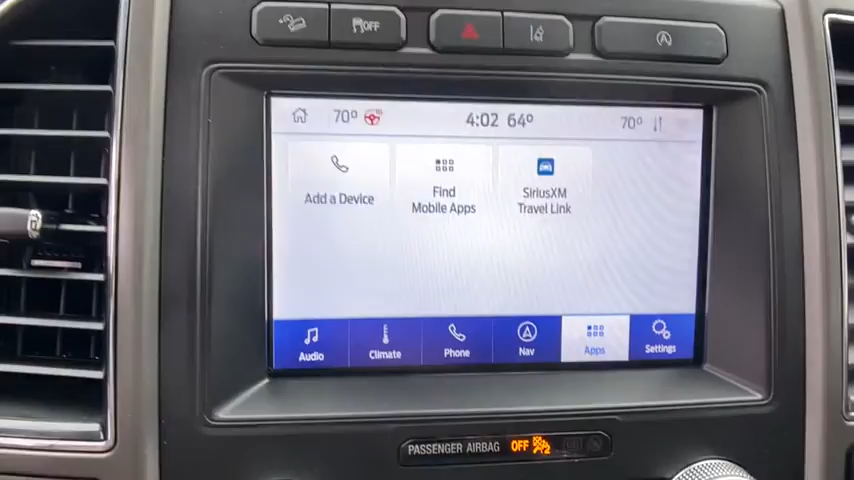 OFF
70° 4:02 64° 70°
Add a Device
Find
Mobile Apps
SiriusXM
Travel Link
Audio Climate Phone Nav Apps Settings
PASSENGER AIRBAG OFF 2